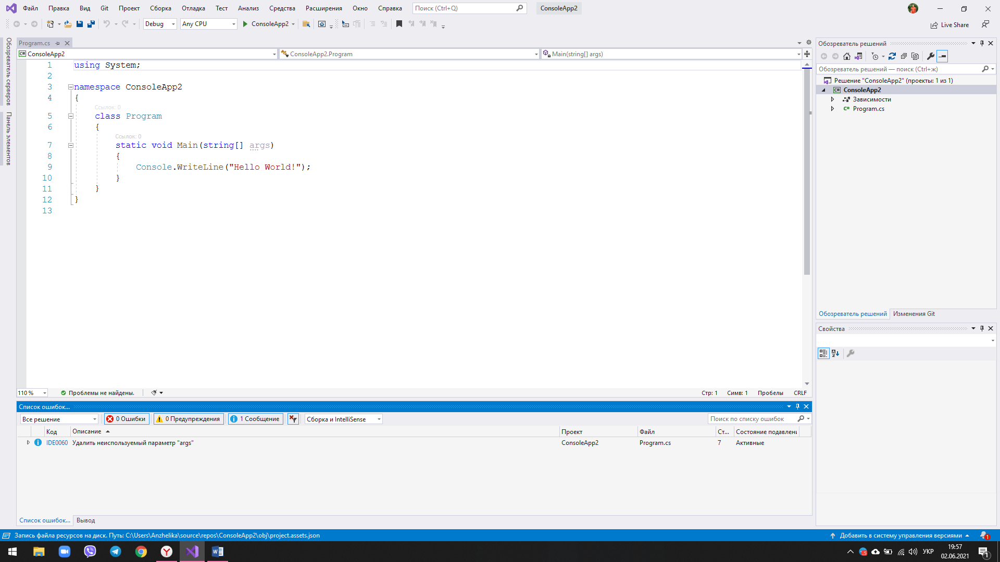 Файл Правка Вид Git Проект Сборка Отладка Тест Анализ Средства Расширения Окно Справка Поиск (Ctrl+Q) ConsoleApp2
Debug Any CPU ConsoleApp2 Live Share
Обозреватель серверов
Панель элементов
Program.cs
ConsoleApp2 ConsoleApp2.Program Main(string[] args)
1 using System;
2
3 namespace ConsoleApp2
4 {
Ссылок: 0
5 class Program
6 {
Ссылок: 0
7 static void Main(string[] args)
8 {
9 Console.WriteLine("Hello World!");
10 }
11 }
12 }
13
110 % Проблемы не найдены. Стр: 1 Симв: 1 Пробелы CRLF
Обозреватель решений
Обозреватель решений — поиск (Ctrl+ж)
Решение "ConsoleApp2" (проекты: 1 из 1)
ConsoleApp2
Зависимости
Program.cs
Обозреватель решений Изменения Git
Свойства
Список ошибок...
Все решение 0 Ошибки 0 Предупреждения 1 Сообщение Сборка и IntelliSense Поиск по списку ошибок
Код Описание Проект Файл Ст... Состояние подавлени
IDE0060 Удалить неиспользуемый параметр "args" ConsoleApp2 Program.cs 7 Активные
Список ошибок... Вывод
Запись файла ресурсов на диск. Путь: C:\Users\Anzhelika\source\repos\ConsoleApp2\obj\project.assets.json Добавить в систему управления версиями 1
УКР 19:57
02.06.2021 1